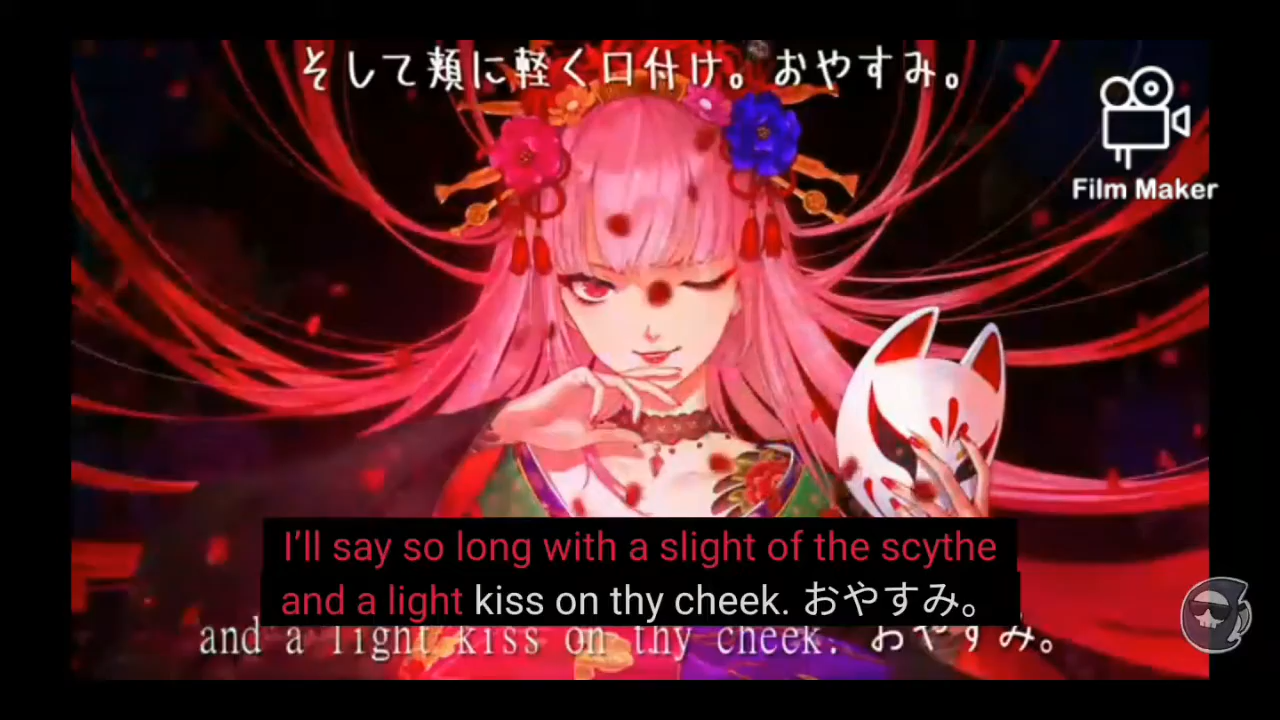 そして頬に軽く口付け。おやすみ。
Film Maker
I'll say so long with a slight of the scythe
and a light kiss on thy cheek. おやすみ。
and a light kiss on thy cheek. おやすみ。